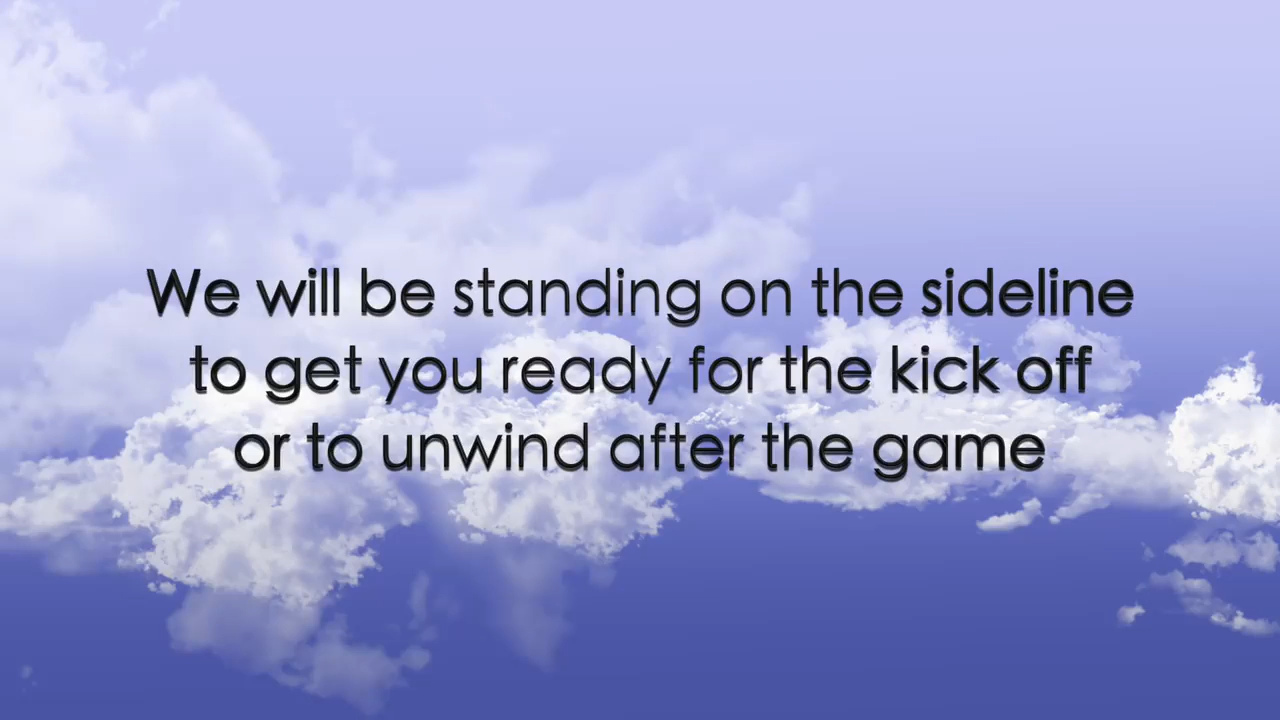 We will be standing on the sideline
to get you ready for the kick off
or to unwind after the game